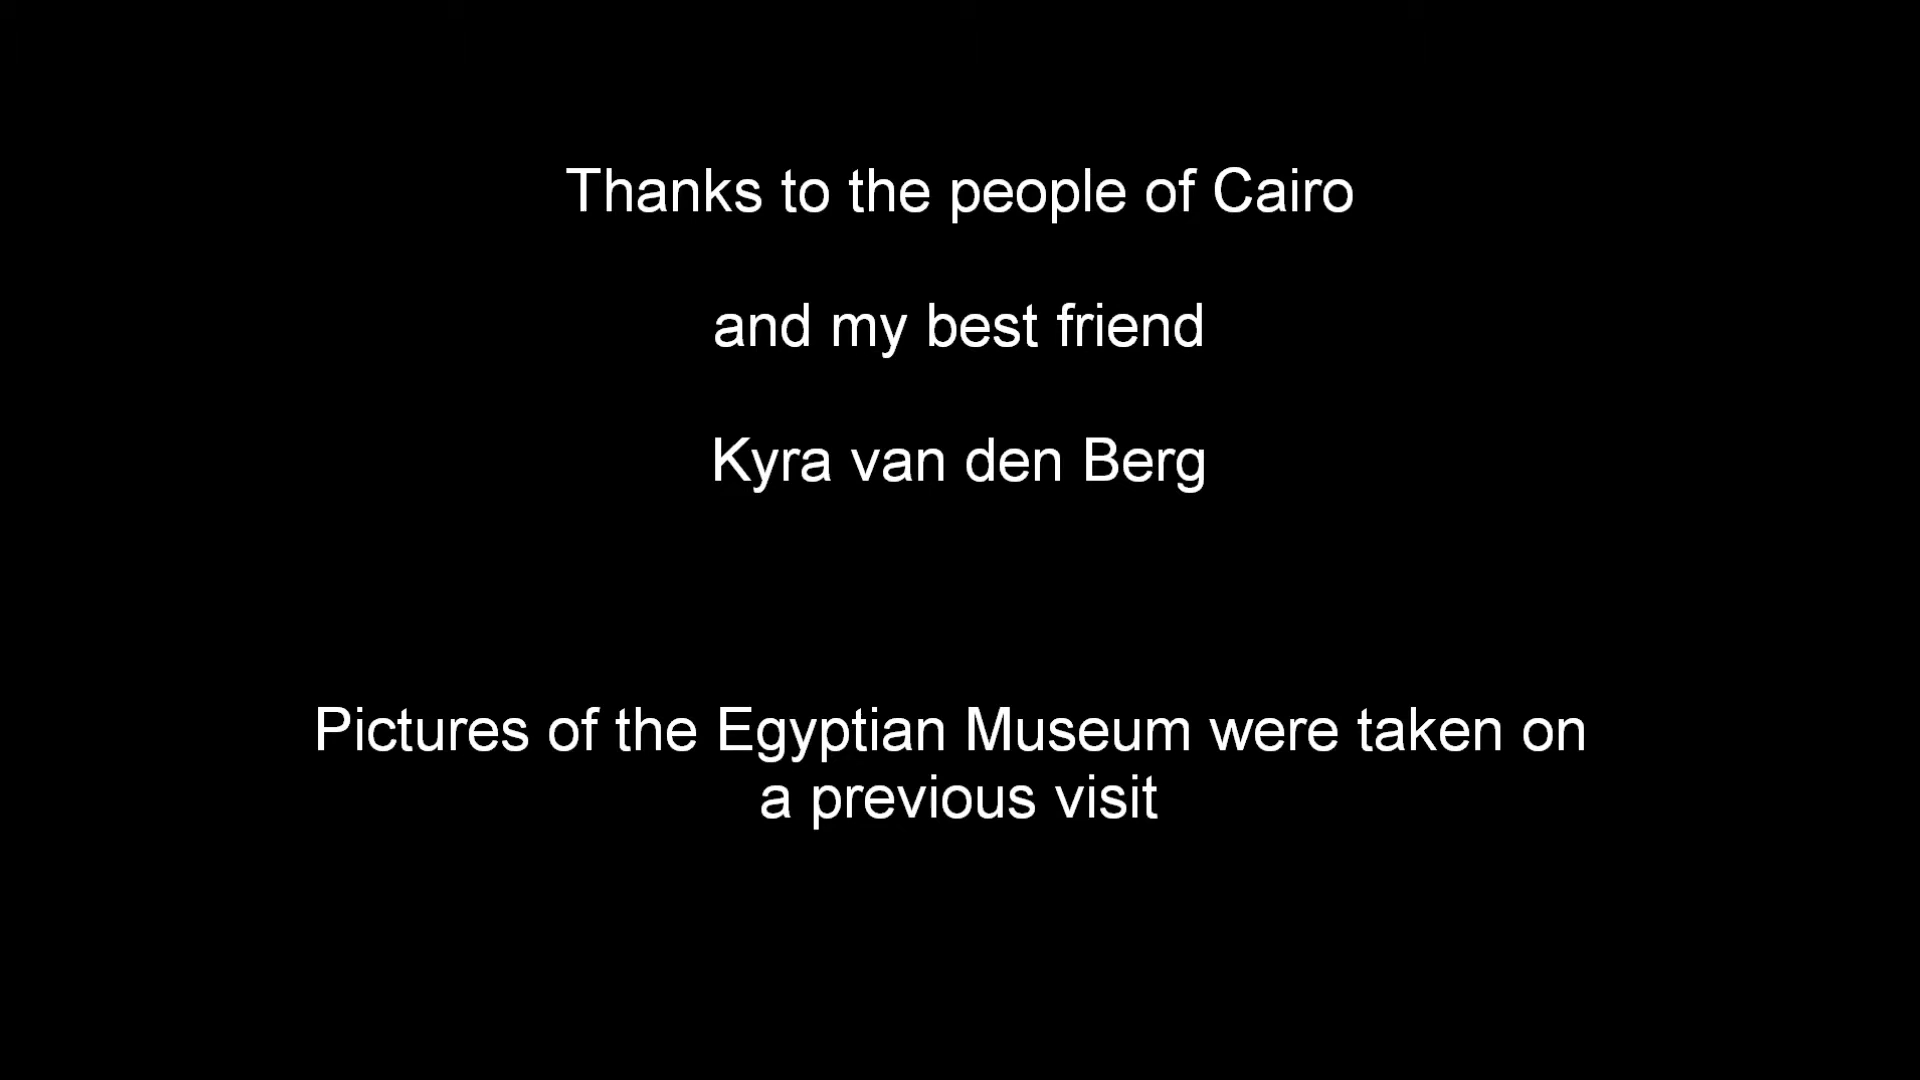 Thanks to the people of Cairo
and my best friend
Kyra van den Berg
Pictures of the Egyptian Museum were taken on
a previous visit